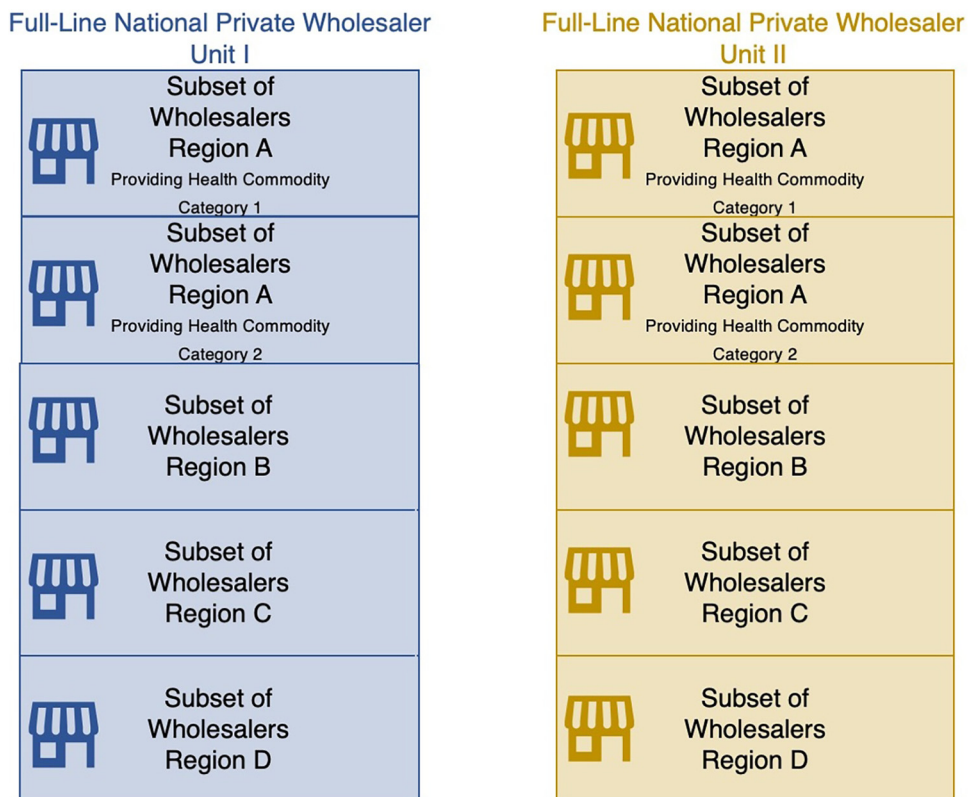 Full-Line National Private Wholesaler
Unit I
Subset of
Wholesalers
Region A
Providing Health Commodity
Category 1
Subset of
Wholesalers
Region A
Providing Health Commodity
Category 2
Subset of
Wholesalers
Region B
Subset of
Wholesalers
Region C
Subset of
Wholesalers
Region D
Full-Line National Private Wholesaler
Unit II
Subset of
Wholesalers
Region A
Providing Health Commodity
Category 1
Subset of
Wholesalers
Region A
Providing Health Commodity
Category 2
Subset of
Wholesalers
Region B
Subset of
Wholesalers
Region C
Subset of
Wholesalers
Region D